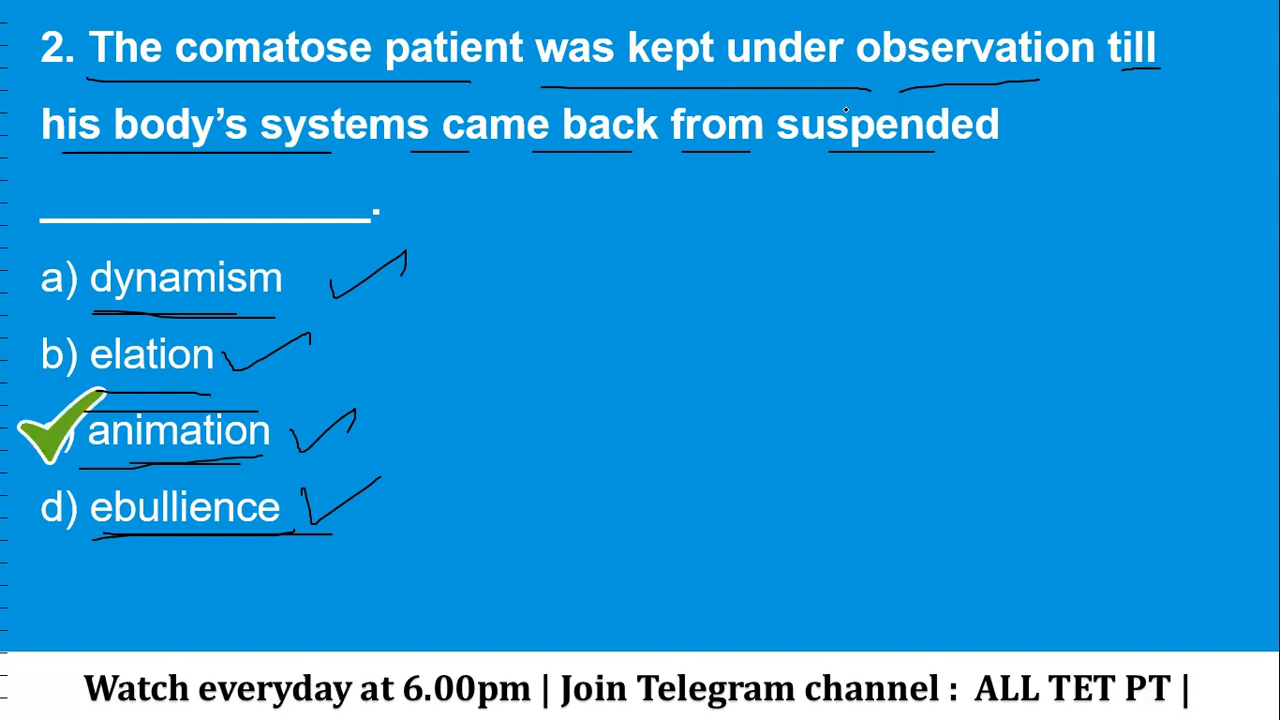 2. The comatose patient was kept under observation till
his body’s systems came back from suspended
_______________.
a) dynamism
b) elation
) animation
d) ebullience
Watch everyday at 6.00pm | Join Telegram channel : ALL TET PT |